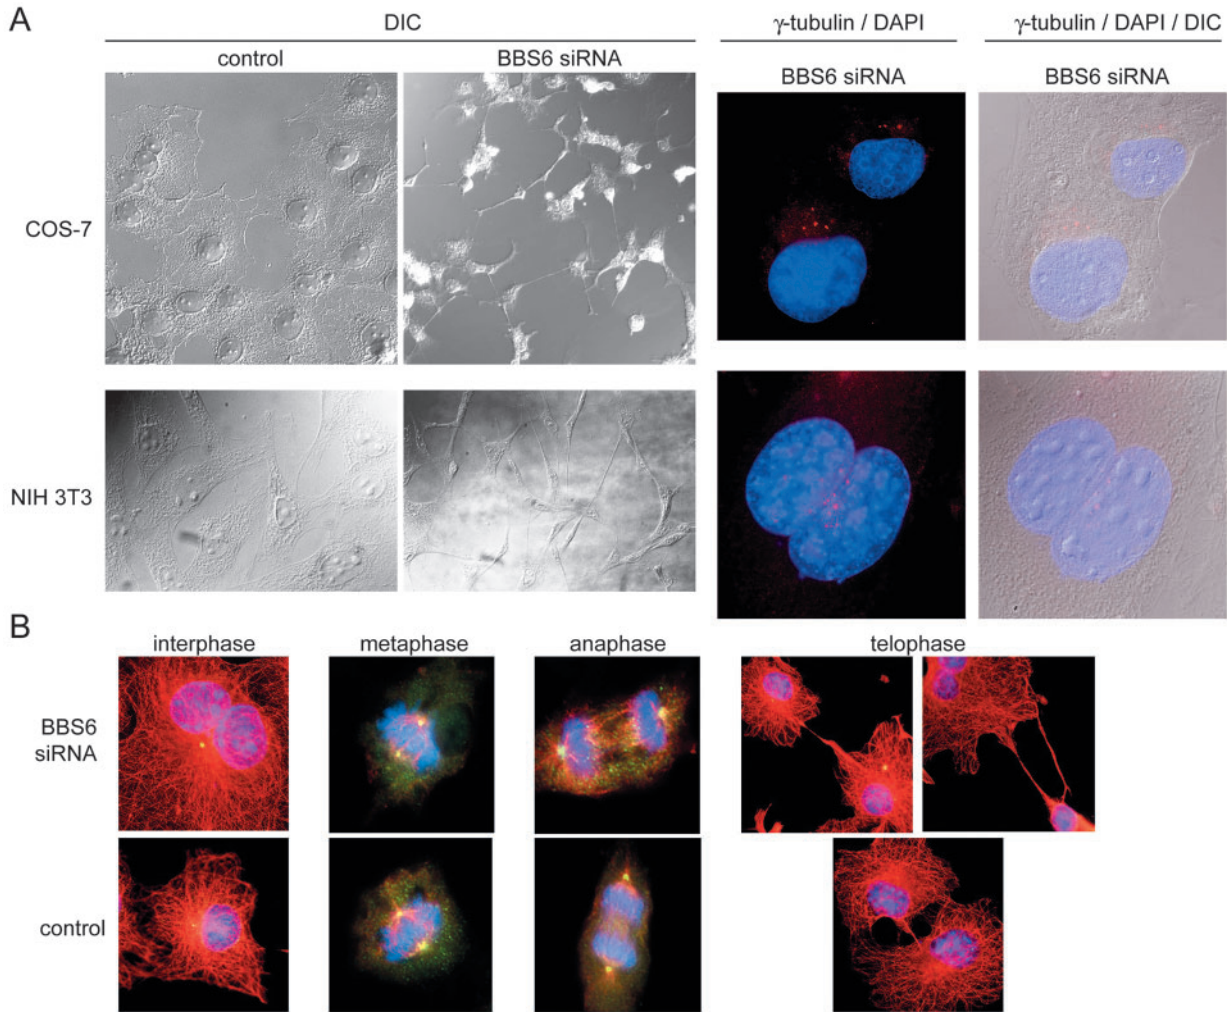 A
DIC
γ-tubulin / DAPI
γ-tubulin / DAPI / DIC
control
BBS6 siRNA
BBS6 siRNA
BBS6 siRNA
COS-7
NIH 3T3
B
interphase
metaphase
anaphase
telophase
BBS6
siRNA
control